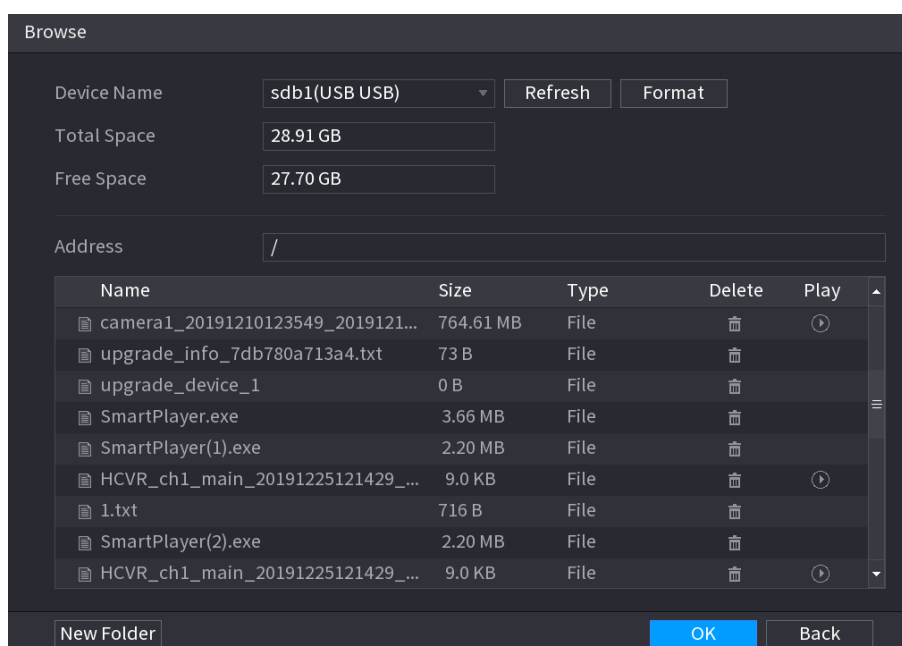 Browse
Device Name sdb1(USB USB) Refresh Format
Total Space 28.91 GB
Free Space 27.70 GB
Address /
Name Size Type Delete Play
camera1_20191210123549_2019121... 764.61 MB File
upgrade_info_7db780a713a4.txt 73 B File
upgrade_device_1 0 B File
SmartPlayer.exe 3.66 MB File
SmartPlayer(1).exe 2.20 MB File
HCVR_ch1_main_20191225121429_... 9.0 KB File
1.txt 716 B File
SmartPlayer(2).exe 2.20 MB File
HCVR_ch1_main_20191225121429_... 9.0 KB File
New Folder OK Back